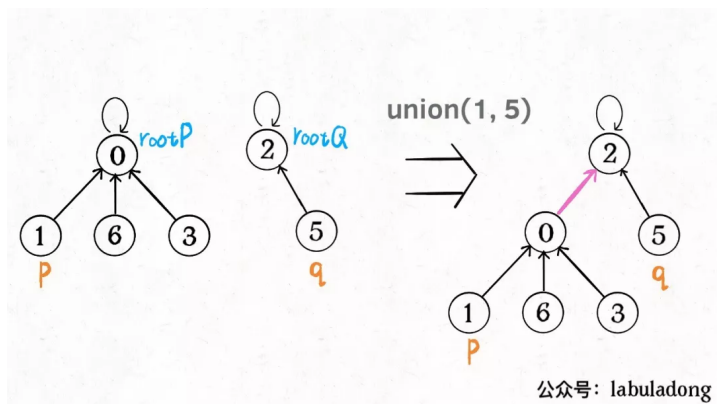 union(1, 5)
0 rootP
2 rootQ
1 6 3
5
p
q
2
0
5
q
1 6 3
p
公众号：labuladong